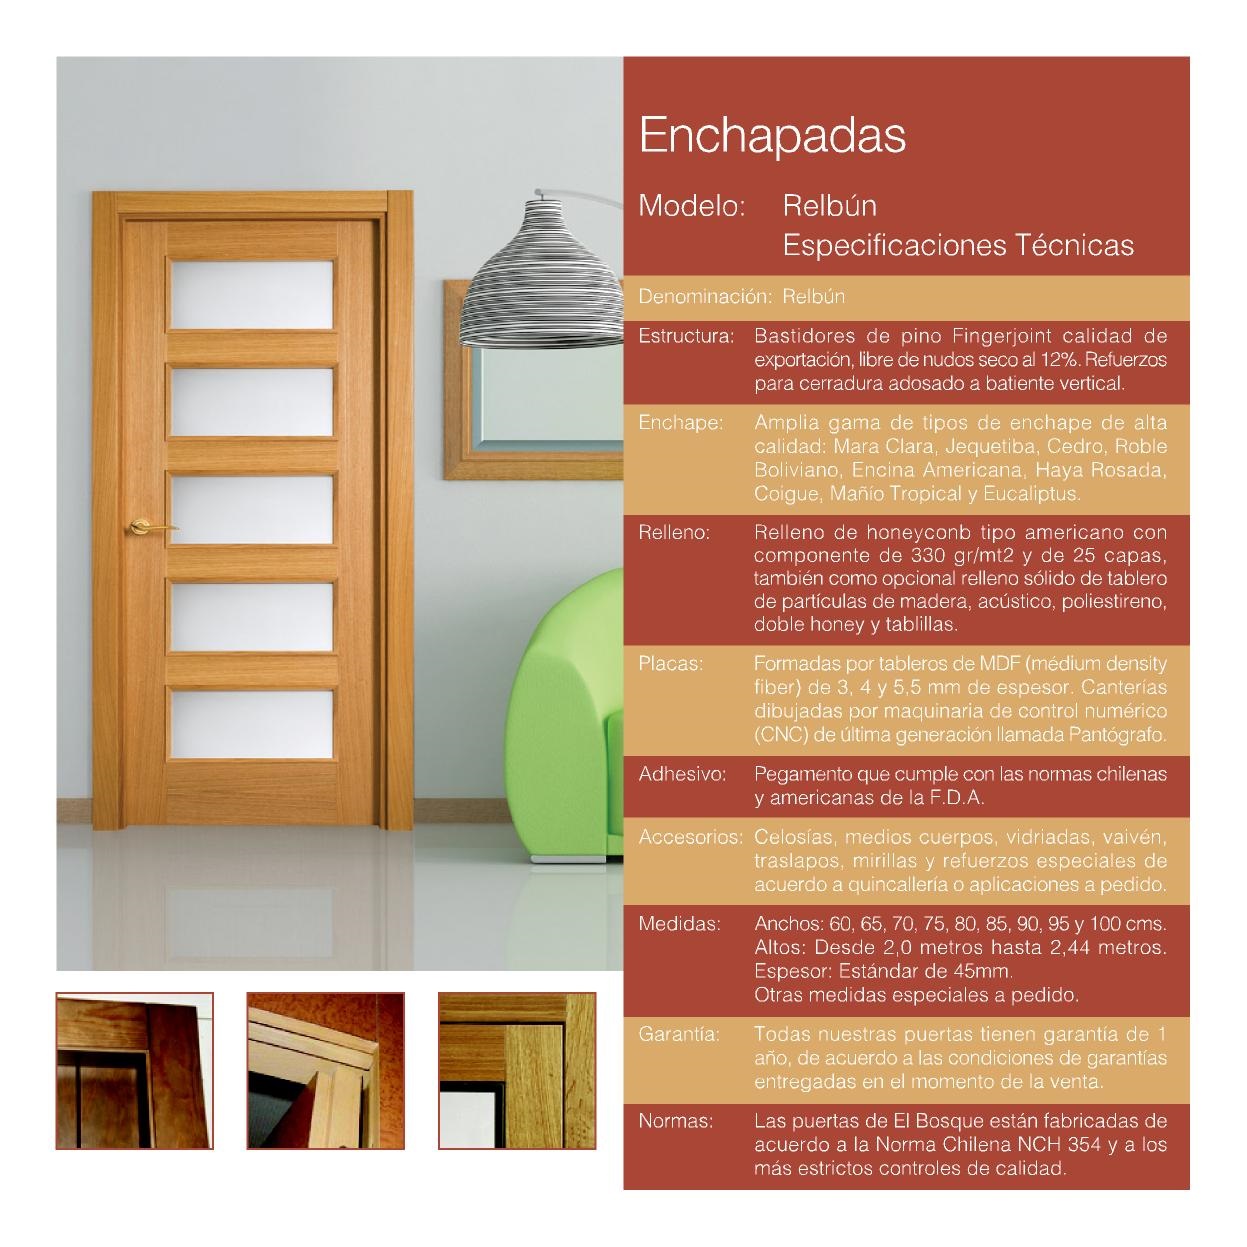 Enchapadas
Modelo: Relbún
Especificaciones Técnicas
Denominación: Relbún
Estructura: Bastidores de pino Fingerjoint calidad de
exportación, libre de nudos seco al 12%. Refuerzos
para cerradura adosado a batiente vertical.
Enchape: Amplia gama de tipos de enchape de alta
calidad: Mara Clara, Jequetiba, Cedro, Roble
Boliviano, Encina Americana, Haya Rosada,
Coigue, Mañío Tropical y Eucaliptus.
Relleno: Relleno de honeyconb tipo americano con
componente de 330 gr/mt2 y de 25 capas,
también como opcional relleno sólido de tablero
de partículas de madera, acústico, poliestireno,
doble honey y tablillas.
Placas: Formadas por tableros de MDF (médium density
fiber) de 3, 4 y 5,5 mm de espesor. Canterías
dibujadas por maquinaria de control numérico
(CNC) de última generación llamada Pantógrafo.
Adhesivo: Pegamento que cumple con las normas chilenas
y americanas de la F.D.A.
Accesorios: Celosías, medios cuerpos, vidriadas, vaivén,
traslapos, mirillas y refuerzos especiales de
acuerdo a quincallería o aplicaciones a pedido.
Medidas: Anchos: 60, 65, 70, 75, 80, 85, 90, 95 y 100 cms.
Altos: Desde 2,0 metros hasta 2,44 metros.
Espesor: Estándar de 45mm.
Otras medidas especiales a pedido.
Garantía: Todas nuestras puertas tienen garantía de 1
año, de acuerdo a las condiciones de garantías
entregadas en el momento de la venta.
Normas: Las puertas de El Bosque están fabricadas de
acuerdo a la Norma Chilena NCH 354 y a los
más estrictos controles de calidad.